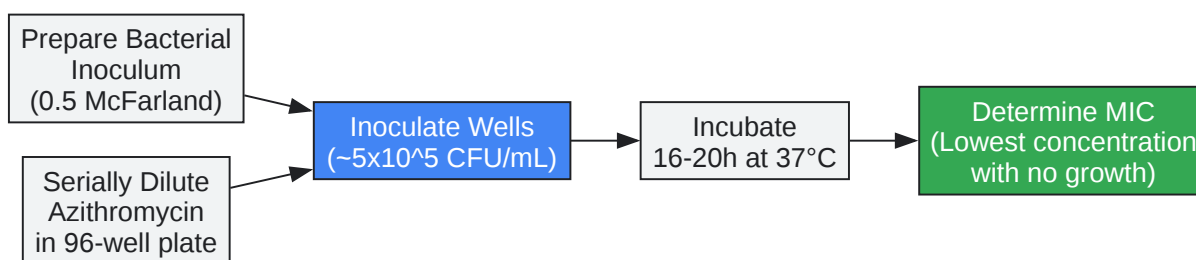 Prepare Bacterial
Inoculum
(0.5 McFarland)
Serially Dilute
Azithromycin
in 96-well plate
Inoculate Wells
(~5x10^5 CFU/mL)
Incubate
16-20h at 37°C
Determine MIC
(Lowest concentration
with no growth)